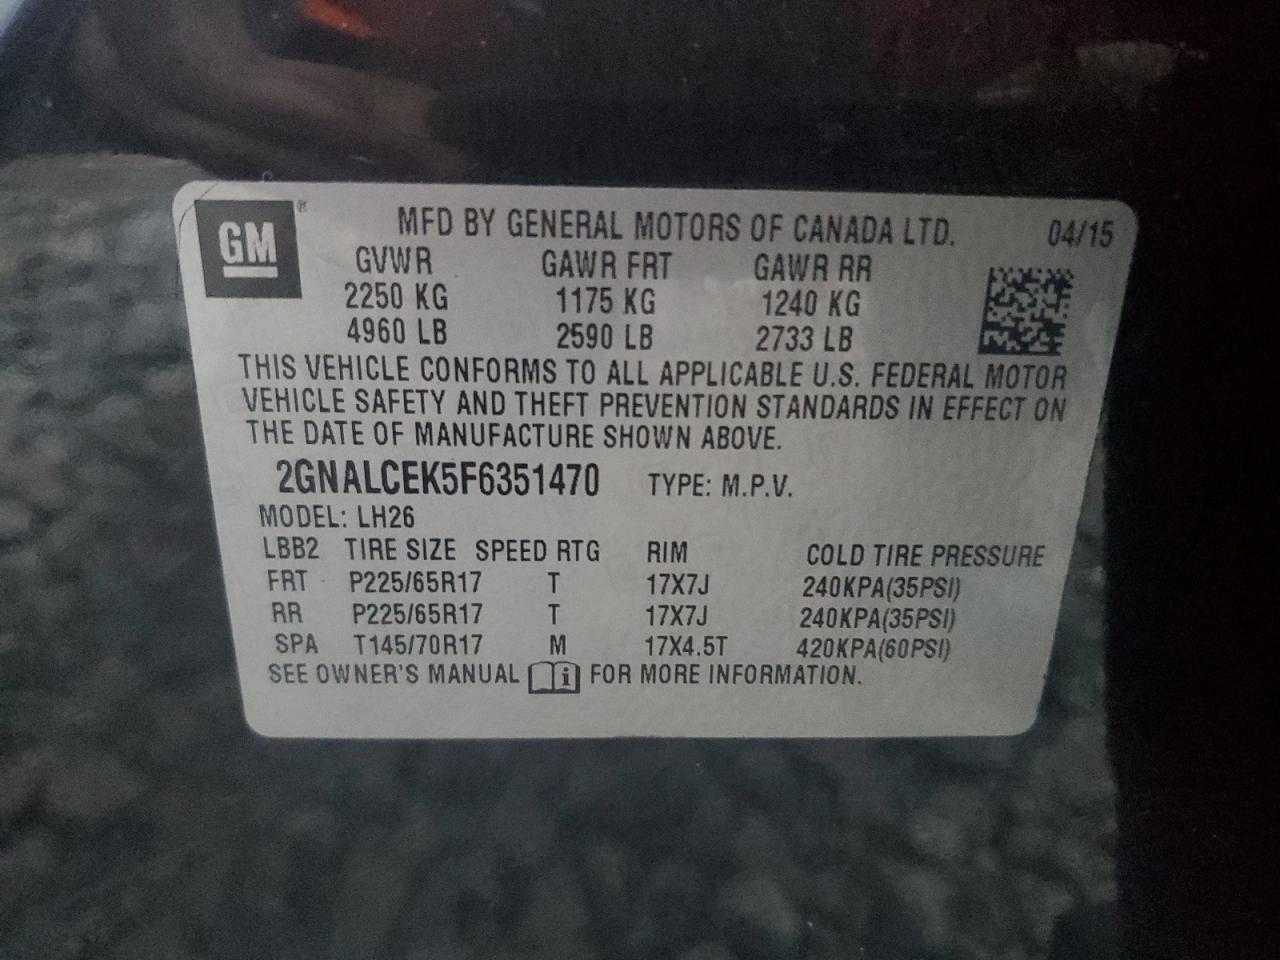 GM ®
MFD BY GENERAL MOTORS OF CANADA LTD. 04/15
GVWR GAWR FRT GAWR RR
2250 KG 1175 KG 1240 KG
4960 LB 2590 LB 2733 LB
THIS VEHICLE CONFORMS TO ALL APPLICABLE U.S. FEDERAL MOTOR
VEHICLE SAFETY AND THEFT PREVENTION STANDARDS IN EFFECT ON
THE DATE OF MANUFACTURE SHOWN ABOVE.
2GNALCEK5F6351470 TYPE: M.P.V.
MODEL: LH26
LBB2 TIRE SIZE SPEED RTG RIM COLD TIRE PRESSURE
FRT P225/65R17 T 17X7J 240KPA(35PSI)
RR P225/65R17 T 17X7J 240KPA(35PSI)
SPA T145/70R17 M 17X4.5T 420KPA(60PSI)
SEE OWNER'S MANUAL i FOR MORE INFORMATION.